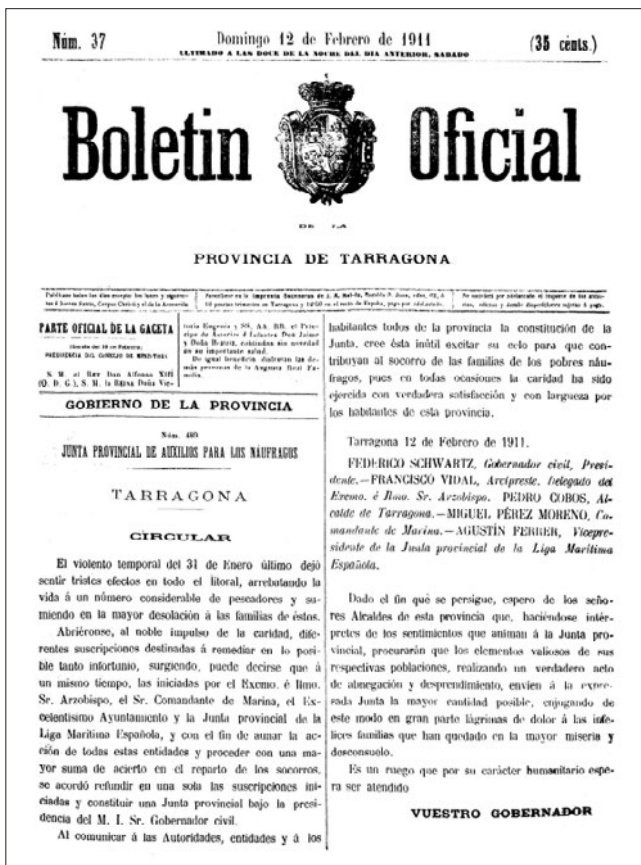 Núm. 37
Domingo 12 de Febrero de 1911
(35 cénts.)
ULTIMADO A LAS DOCE DE LA NOCHE DEL DIA ANTERIOR, SABADO
Boletin Oficial
DE LA
PROVINCIA DE TARRAGONA
PARTE OFICIAL DE LA GACETA
PRESIDENCIA DEL CONSEJO DE MINISTROS
S. M. el Rey Don Alfonso XIII
(Q. D. G.), S. M. la Reina Doña Vic-
toria Eugenia y SS. AA. RR. el Prín-
cipe de Asturias é Infantes Don Jaime
y Doña Beatriz, continúan sin novedad
en su importante salud.
De igual beneficio disfrutan las de-
más personas de la Augusta Real Fa-
milia.
GOBIERNO DE LA PROVINCIA
Núm.
JUNTA PROVINCIAL DE AUXILIOS PARA LOS NÁUFRAGOS
TARRAGONA
CIRCULAR
El violento temporal del 31 de Enero último dejó
sentir tristes efectos en todo el litoral, arrebatando la
vida á un número considerable de pescadores y su-
miendo en la mayor desolación á las familias de éstos.
Abriéronse, al noble impulso de la caridad, dife-
rentes suscripciones destinadas á remediar en lo posi-
ble tanto infortunio, surgiendo, puede decirse que á
un mismo tiempo, las iniciadas por el Excmo. é Ilmo.
Sr. Arzobispo, el Sr. Comandante de Marina, el Ex-
celentísimo Ayuntamiento y la Junta provincial de la
Liga Marítima Española, y con el fin de aunar la ac-
ción de todas estas entidades y proceder con una ma-
yor suma de acierto en el reparto de los socorros,
se acordó refundir en una sola las suscripciones ini-
ciadas y constituir una Junta provincial bajo la presi-
dencia del M. I. Sr. Gobernador civil.
Al comunicar á las Autoridades, entidades y á los
habitantes todos de la provincia la constitución de la
Junta, cree ésta inútil excitar su celo para que con-
tribuyan al socorro de las familias de los pobres náu-
fragos, pues en todas ocasiones la caridad ha sido
ejercida con verdadera satisfacción y con largueza por
los habitantes de esta provincia.
Tarragona 12 de Febrero de 1911.
FEDERICO SCHWARTZ, Gobernador civil, Presi-
dente.—FRANCISCO VIDAL, Arcipreste. Delegado del
Excmo. é Ilmo. Sr. Arzobispo. PEDRO COBOS, Al-
calde de Tarragona.—MIGUEL PÉREZ MORENO, Co-
mandante de Marina.—AGUSTÍN FERRER, Vicepre-
sidente de la Junta provincial de la Liga Marítima
Española.
Dado el fin que se persigue, espero de los seño-
res Alcaldes de esta provincia que, haciéndose intér-
pretes de los sentimientos que animan á la Junta pro-
vincial, procurarán que los elementos valiosos de sus
respectivas poblaciones, realizando un verdadero acto
de abnegación y desprendimiento, envíen á la expre-
sada Junta la mayor cantidad posible, enjugando de
este modo en gran parte lágrimas de dolor á las infe-
lices familias que han quedado en la mayor miseria y
desconsuelo.
Es un ruego que por su carácter humanitario espe-
ra ser atendido
VUESTRO GOBERNADOR